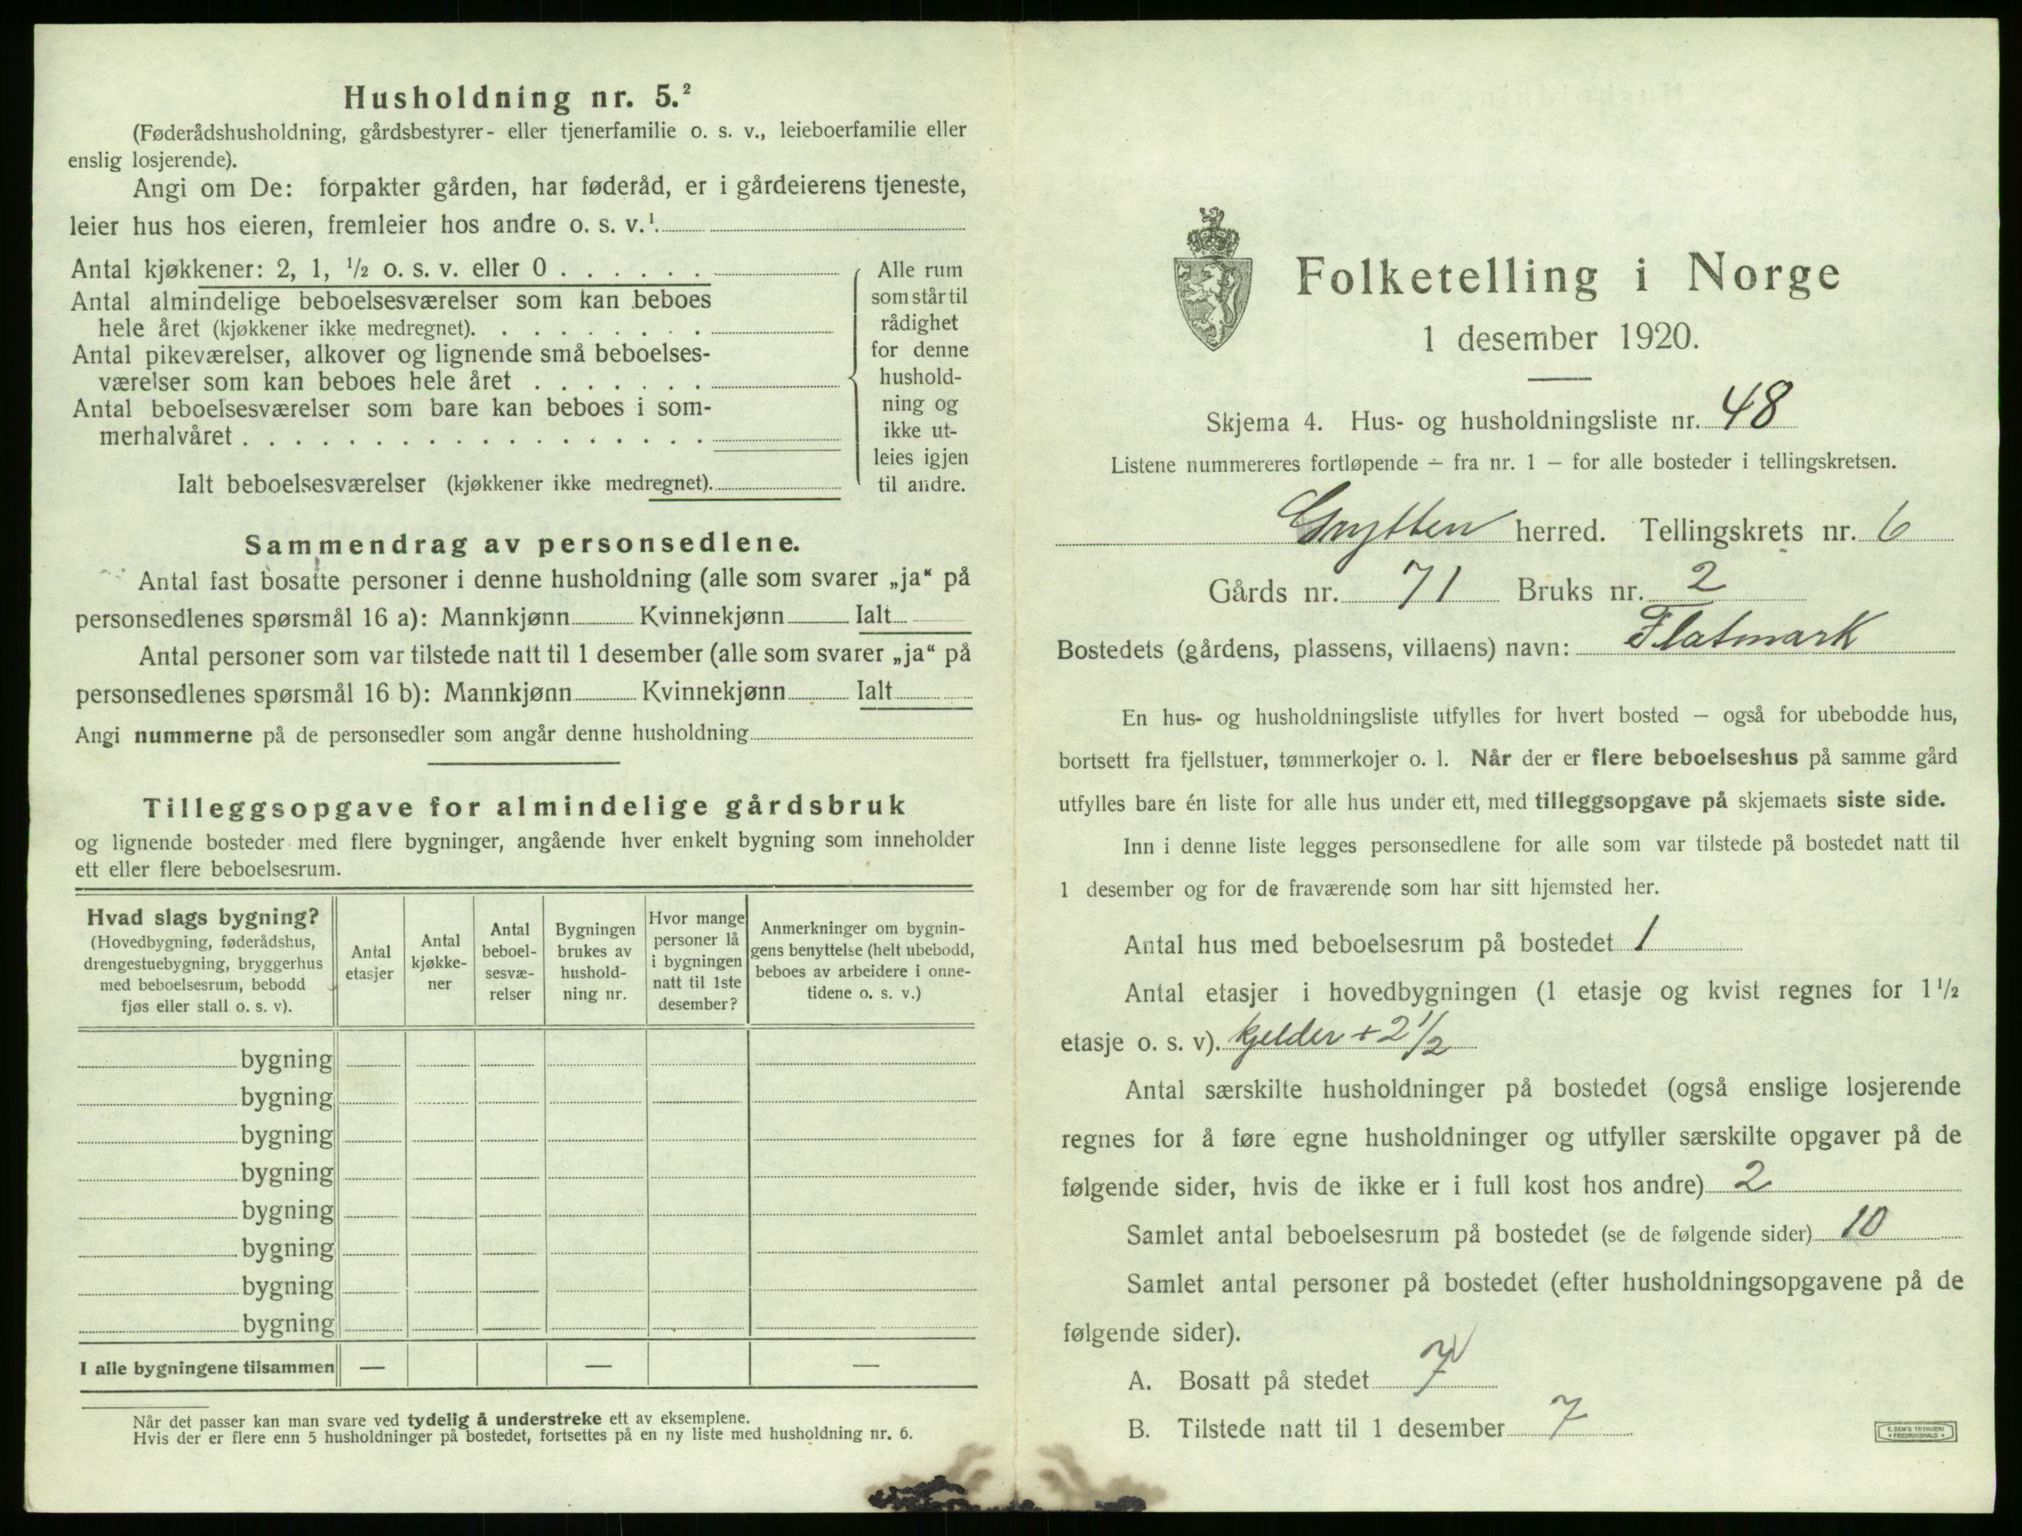 Husholdning nr. 5.²
(Føderådshusholdning, gårdsbestyrer- eller tjenerfamilie o. s. v., leieboerfamilie eller
enslig losjerende).
Angi om De: forpakter gården, har føderåd, er i gårdeierens tjeneste,
leier hus hos eieren, fremleier hos andre o. s. v.¹
Antal kjøkkener: 2, 1, ½ o. s. v. eller 0
Antal almindelige beboelsesværelser som kan beboes
hele året (kjøkkener ikke medregnet)
Antal pikeværelser, alkover og lignende små beboelses-
værelser som kan beboes hele året
Antal beboelsesværelser som bare kan beboes i som-
merhalvåret
Ialt beboelsesværelser (kjøkkener ikke medregnet)
Alle rum
som står til
rådighet
for denne
hushold-
ning og
ikke ut-
leies igjen
til andre.
Sammendrag av personsedlene.
Antal fast bosatte personer i denne husholdning (alle som svarer „ja“ på
personsedlenes spørsmål 16 a): Mannkjønn Kvinnekjønn Ialt
Antal personer som var tilstede natt til 1 desember (alle som svarer „ja“ på
personsedlenes spørsmål 16 b): Mannkjønn Kvinnekjønn Ialt
Angi nummerne på de personsedler som angår denne husholdning
Tilleggsopgave for almindelige gårdsbruk
og lignende bosteder med flere bygninger, angående hver enkelt bygning som inneholder
ett eller flere beboelsesrum.
Hvad slags bygning?
(Hovedbygning, føderådshus,
drengestuebygning, bryggerhus
med beboelsesrum, bebodd
fjøs eller stall o. s. v).
Antal
etasjer
Antal
kjøkke-
ner
Antal
beboel-
sesvæ-
relser
Bygningen
brukes av
hushold-
ning nr.
Hvor mange
personer lå
i bygningen
natt til 1ste
desember?
Anmerkninger om bygnin-
gens benyttelse (helt ubebodd,
beboes av arbeidere i onne-
tidene o. s. v.)
bygning
bygning
bygning
bygning
bygning
bygning
bygning
bygning
I alle bygningene tilsammen — — —
Når det passer kan man svare ved tydelig å understreke ett av eksemplene.
Hvis der er flere enn 5 husholdninger på bostedet, fortsettes på en ny liste med husholdning nr. 6.
Folketelling i Norge
1 desember 1920.
Skjema 4. Hus- og husholdningsliste nr. 48
Listene nummereres fortløpende – fra nr. 1 – for alle bosteder i tellingskretsen.
Grytten herred. Tellingskrets nr. 6
Gårds nr. 71 Bruks nr. 2
Bostedets (gårdens, plassens, villaens) navn: Flatmark
En hus- og husholdningsliste utfylles for hvert bosted – også for ubebodde hus,
bortsett fra fjellstuer, tømmerkojer o. l. Når der er flere beboelseshus på samme gård
utfylles bare én liste for alle hus under ett, med tilleggsopgave på skjemaets siste side.
Inn i denne liste legges personsedlene for alle som var tilstede på bostedet natt til
1 desember og for de fraværende som har sitt hjemsted her.
Antal hus med beboelsesrum på bostedet 1
Antal etasjer i hovedbygningen (1 etasje og kvist regnes for 1½
etasje o. s. v). kjelder + 2½
Antal særskilte husholdninger på bostedet (også enslige losjerende
regnes for å føre egne husholdninger og utfyller særskilte opgaver på de
følgende sider, hvis de ikke er i full kost hos andre) 2
Samlet antal beboelsesrum på bostedet (se de følgende sider) 10
Samlet antal personer på bostedet (efter husholdningsopgavene på de
følgende sider).
A. Bosatt på stedet 7
B. Tilstede natt til 1 desember 7
E. SEM'S TRYKKERI
FREDRIKSHALD